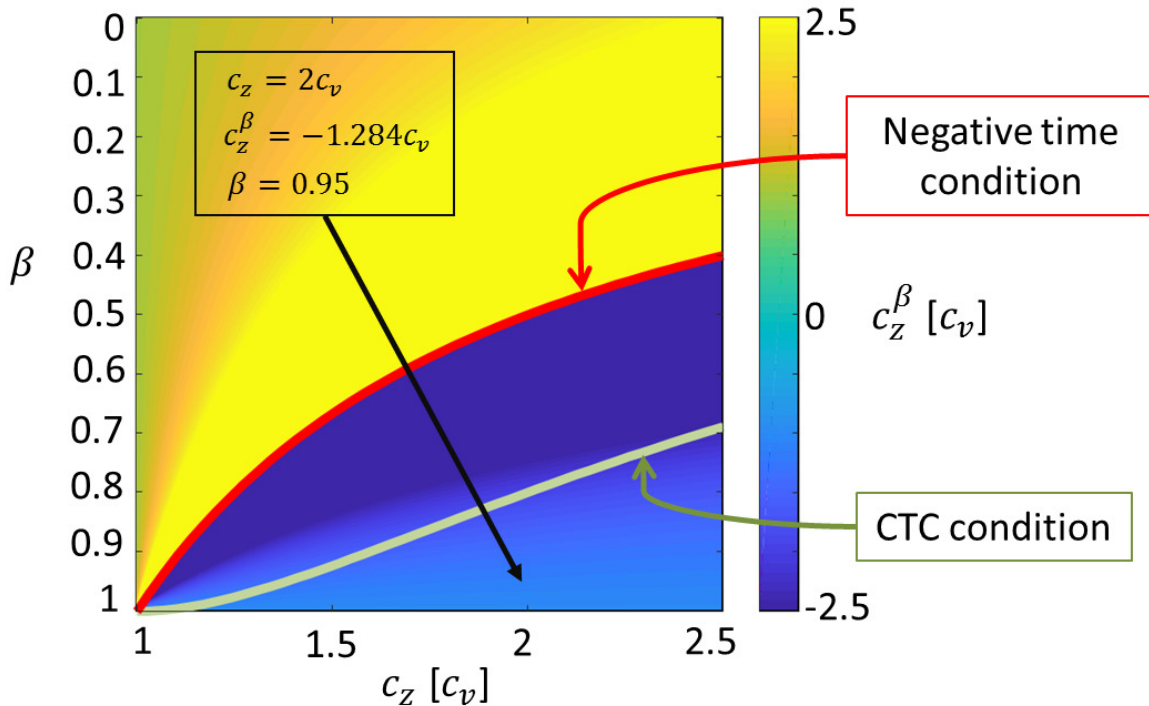 0
0.1
0.2
0.3
0.4
0.5
0.6
0.7
0.8
0.9
1
β
1
1.5
2
2.5
c_z [c_v]
c_z = 2c_v
c_z^β = −1.284c_v
β = 0.95
2.5
0
-2.5
c_z^β [c_v]
Negative time
condition
CTC condition